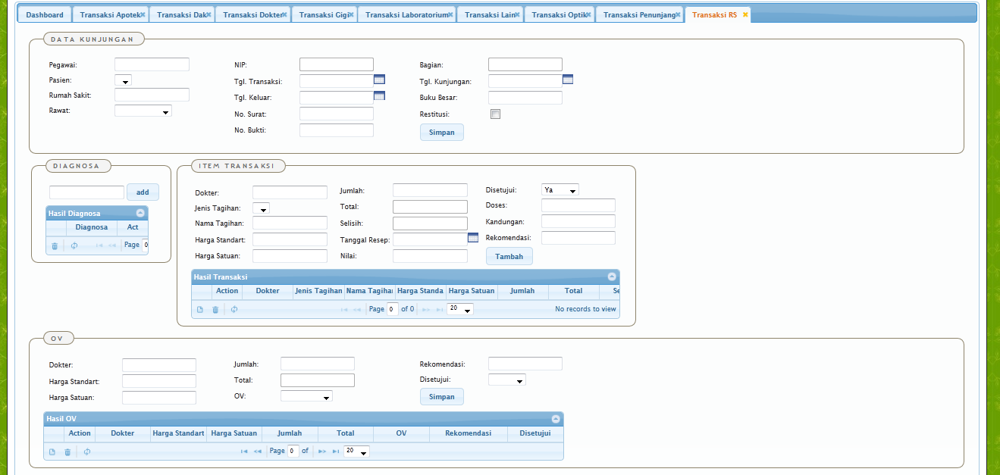 Dashboard Transaksi Apotek Transaksi Dak Transaksi Dokter Transaksi Gigi Transaksi Laboratorium Transaksi Lain Transaksi Optik Transaksi Penunjang Transaksi RS
DATA KUNJUNGAN
Pegawai: NIP: Bagian:
Pasien: Tgl. Transaksi: Tgl. Kunjungan:
Rumah Sakit: Tgl. Keluar: Buku Besar:
Rawat: No. Surat: Restitusi:
No. Bukti: Simpan
DIAGNOSA
add
Hasil Diagnosa
Diagnosa Act
Page 0
ITEM TRANSAKSI
Dokter: Jumlah: Disetujui: Ya
Jenis Tagihan: Total: Doses:
Nama Tagihan: Selisih: Kandungan:
Harga Standart: Tanggal Resep: Rekomendasi:
Harga Satuan: Nilai: Tambah
Hasil Transaksi
Action Dokter Jenis Tagihan Nama Tagihan Harga Standa Harga Satuan Jumlah Total Se
Page 0 of 0 20 No records to view
OV
Dokter: Jumlah: Rekomendasi:
Harga Standart: Total: Disetujui:
Harga Satuan: OV: Simpan
Hasil OV
Action Dokter Harga Standart Harga Satuan Jumlah Total OV Rekomendasi Disetujui
Page 0 of 20